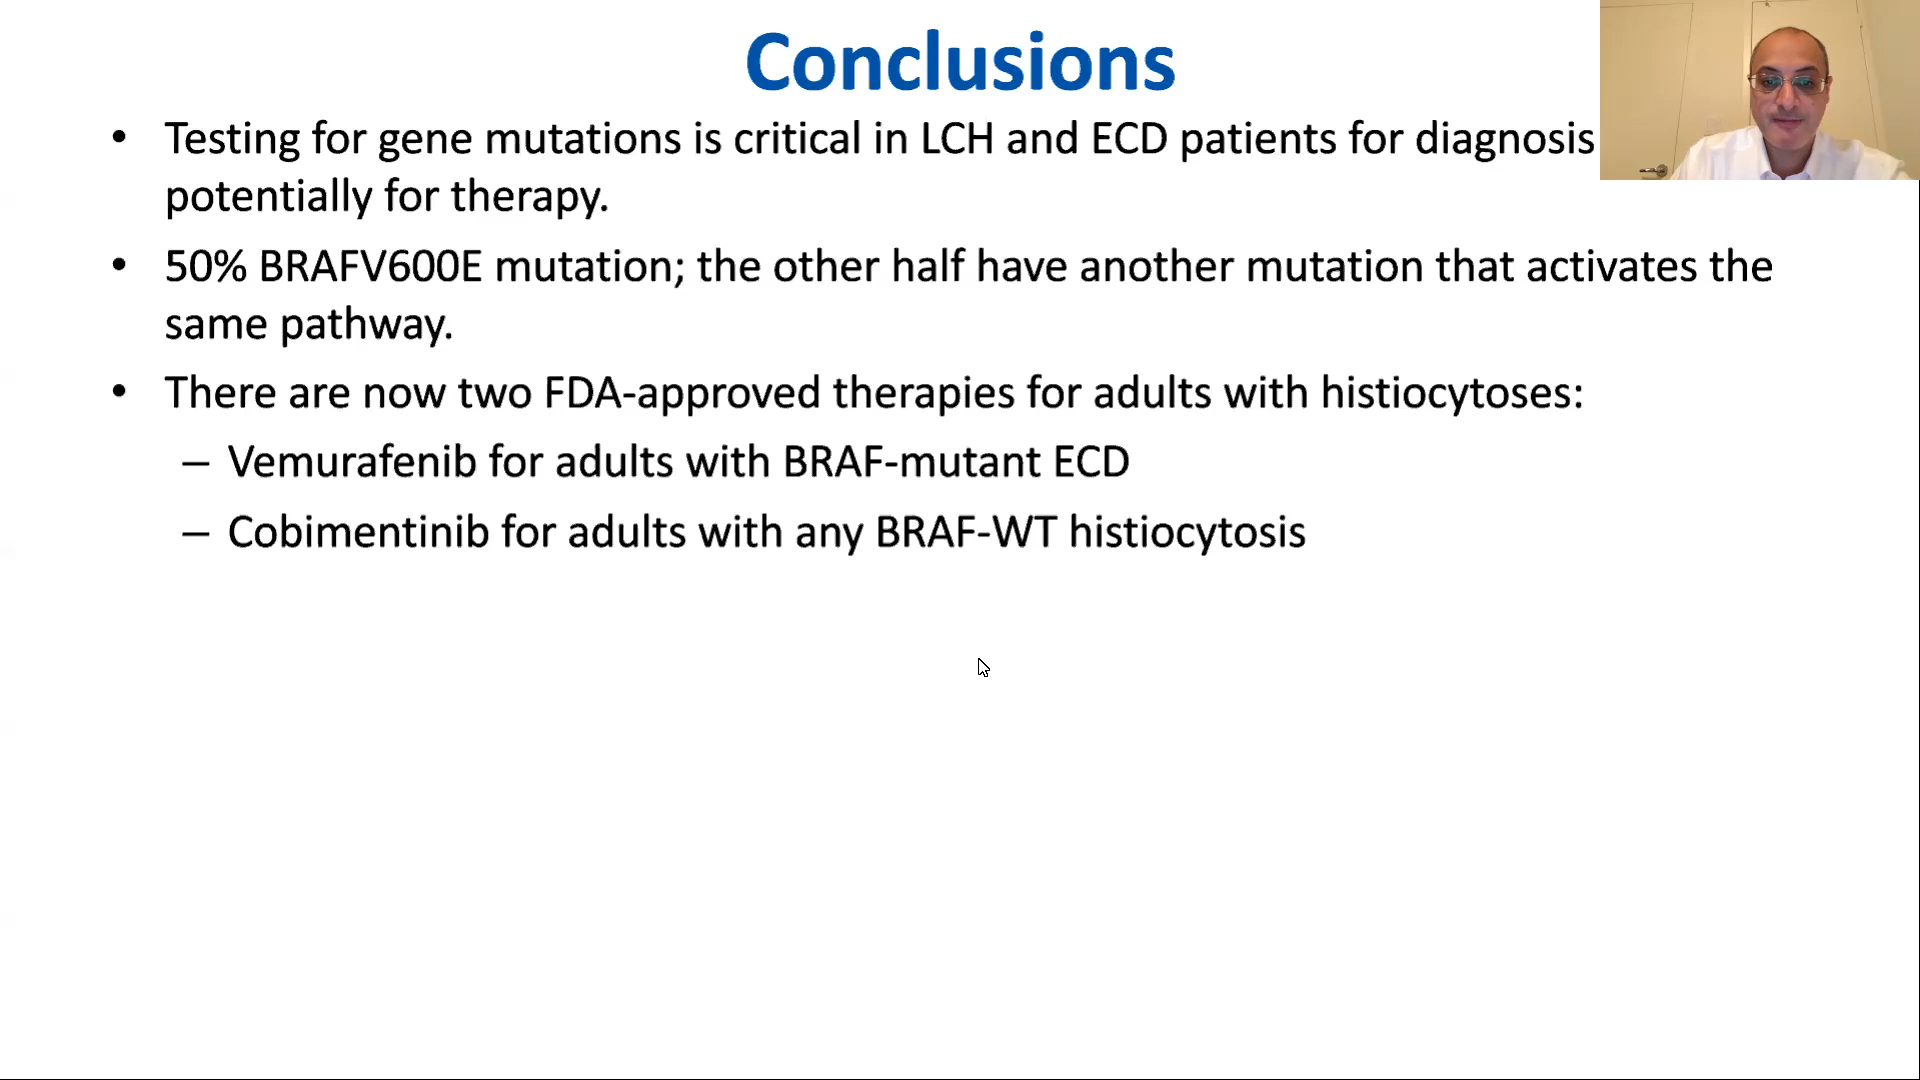 Conclusions
• Testing for gene mutations is critical in LCH and ECD patients for diagnosis
potentially for therapy.
• 50% BRAFV600E mutation; the other half have another mutation that activates the
same pathway.
• There are now two FDA-approved therapies for adults with histiocytoses:
– Vemurafenib for adults with BRAF-mutant ECD
– Cobimentinib for adults with any BRAF-WT histiocytosis